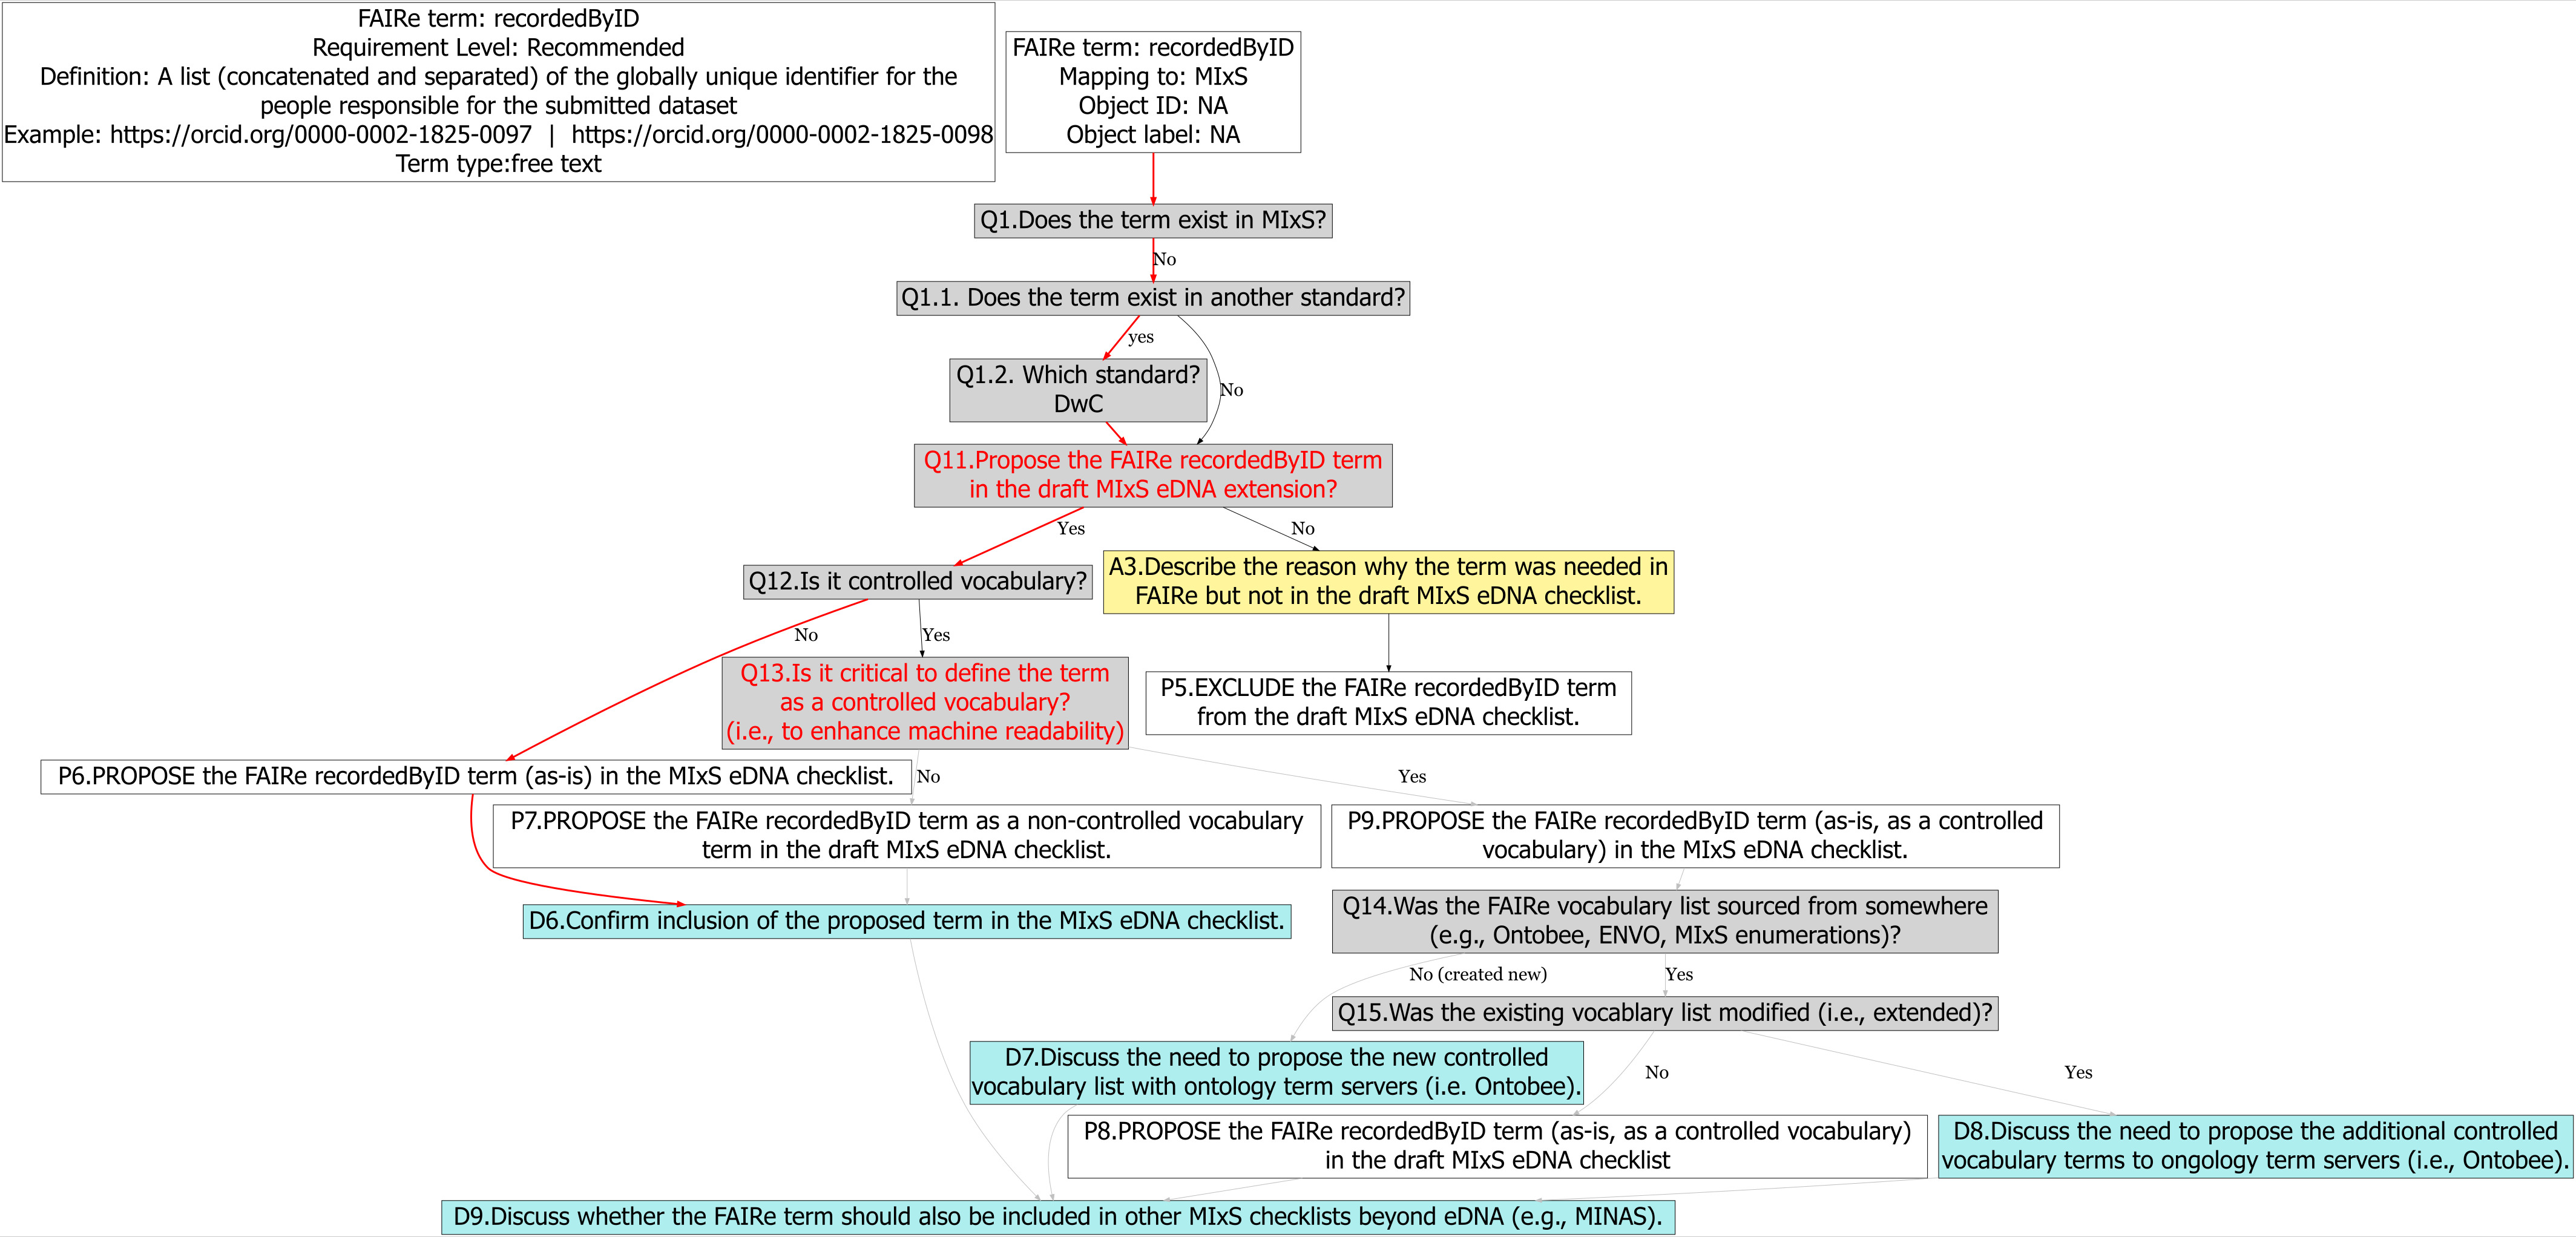 FAIRe term: recordedByID
Requirement Level: Recommended
Definition: A list (concatenated and separated) of the globally unique identifier for the
people responsible for the submitted dataset
Example: https://orcid.org/0000-0002-1825-0097 | https://orcid.org/0000-0002-1825-0098
Term type:free text
FAIRe term: recordedByID
Mapping to: MIxS
Object ID: NA
Object label: NA
Q1.Does the term exist in MIxS?
No
Q1.1. Does the term exist in another standard?
yes
No
Q1.2. Which standard?
DwC
Q11.Propose the FAIRe recordedByID term
in the draft MIxS eDNA extension?
Yes
No
Q12.Is it controlled vocabulary?
A3.Describe the reason why the term was needed in
FAIRe but not in the draft MIxS eDNA checklist.
No
Yes
Q13.Is it critical to define the term
as a controlled vocabulary?
(i.e., to enhance machine readability)
P5.EXCLUDE the FAIRe recordedByID term
from the draft MIxS eDNA checklist.
P6.PROPOSE the FAIRe recordedByID term (as-is) in the MIxS eDNA checklist.
No
Yes
P7.PROPOSE the FAIRe recordedByID term as a non-controlled vocabulary
term in the draft MIxS eDNA checklist.
P9.PROPOSE the FAIRe recordedByID term (as-is, as a controlled
vocabulary) in the MIxS eDNA checklist.
D6.Confirm inclusion of the proposed term in the MIxS eDNA checklist.
Q14.Was the FAIRe vocabulary list sourced from somewhere
(e.g., Ontobee, ENVO, MIxS enumerations)?
No (created new)
Yes
Q15.Was the existing vocablary list modified (i.e., extended)?
D7.Discuss the need to propose the new controlled
vocabulary list with ontology term servers (i.e. Ontobee).
No
Yes
P8.PROPOSE the FAIRe recordedByID term (as-is, as a controlled vocabulary)
in the draft MIxS eDNA checklist
D8.Discuss the need to propose the additional controlled
vocabulary terms to ongology term servers (i.e., Ontobee).
D9.Discuss whether the FAIRe term should also be included in other MIxS checklists beyond eDNA (e.g., MINAS).